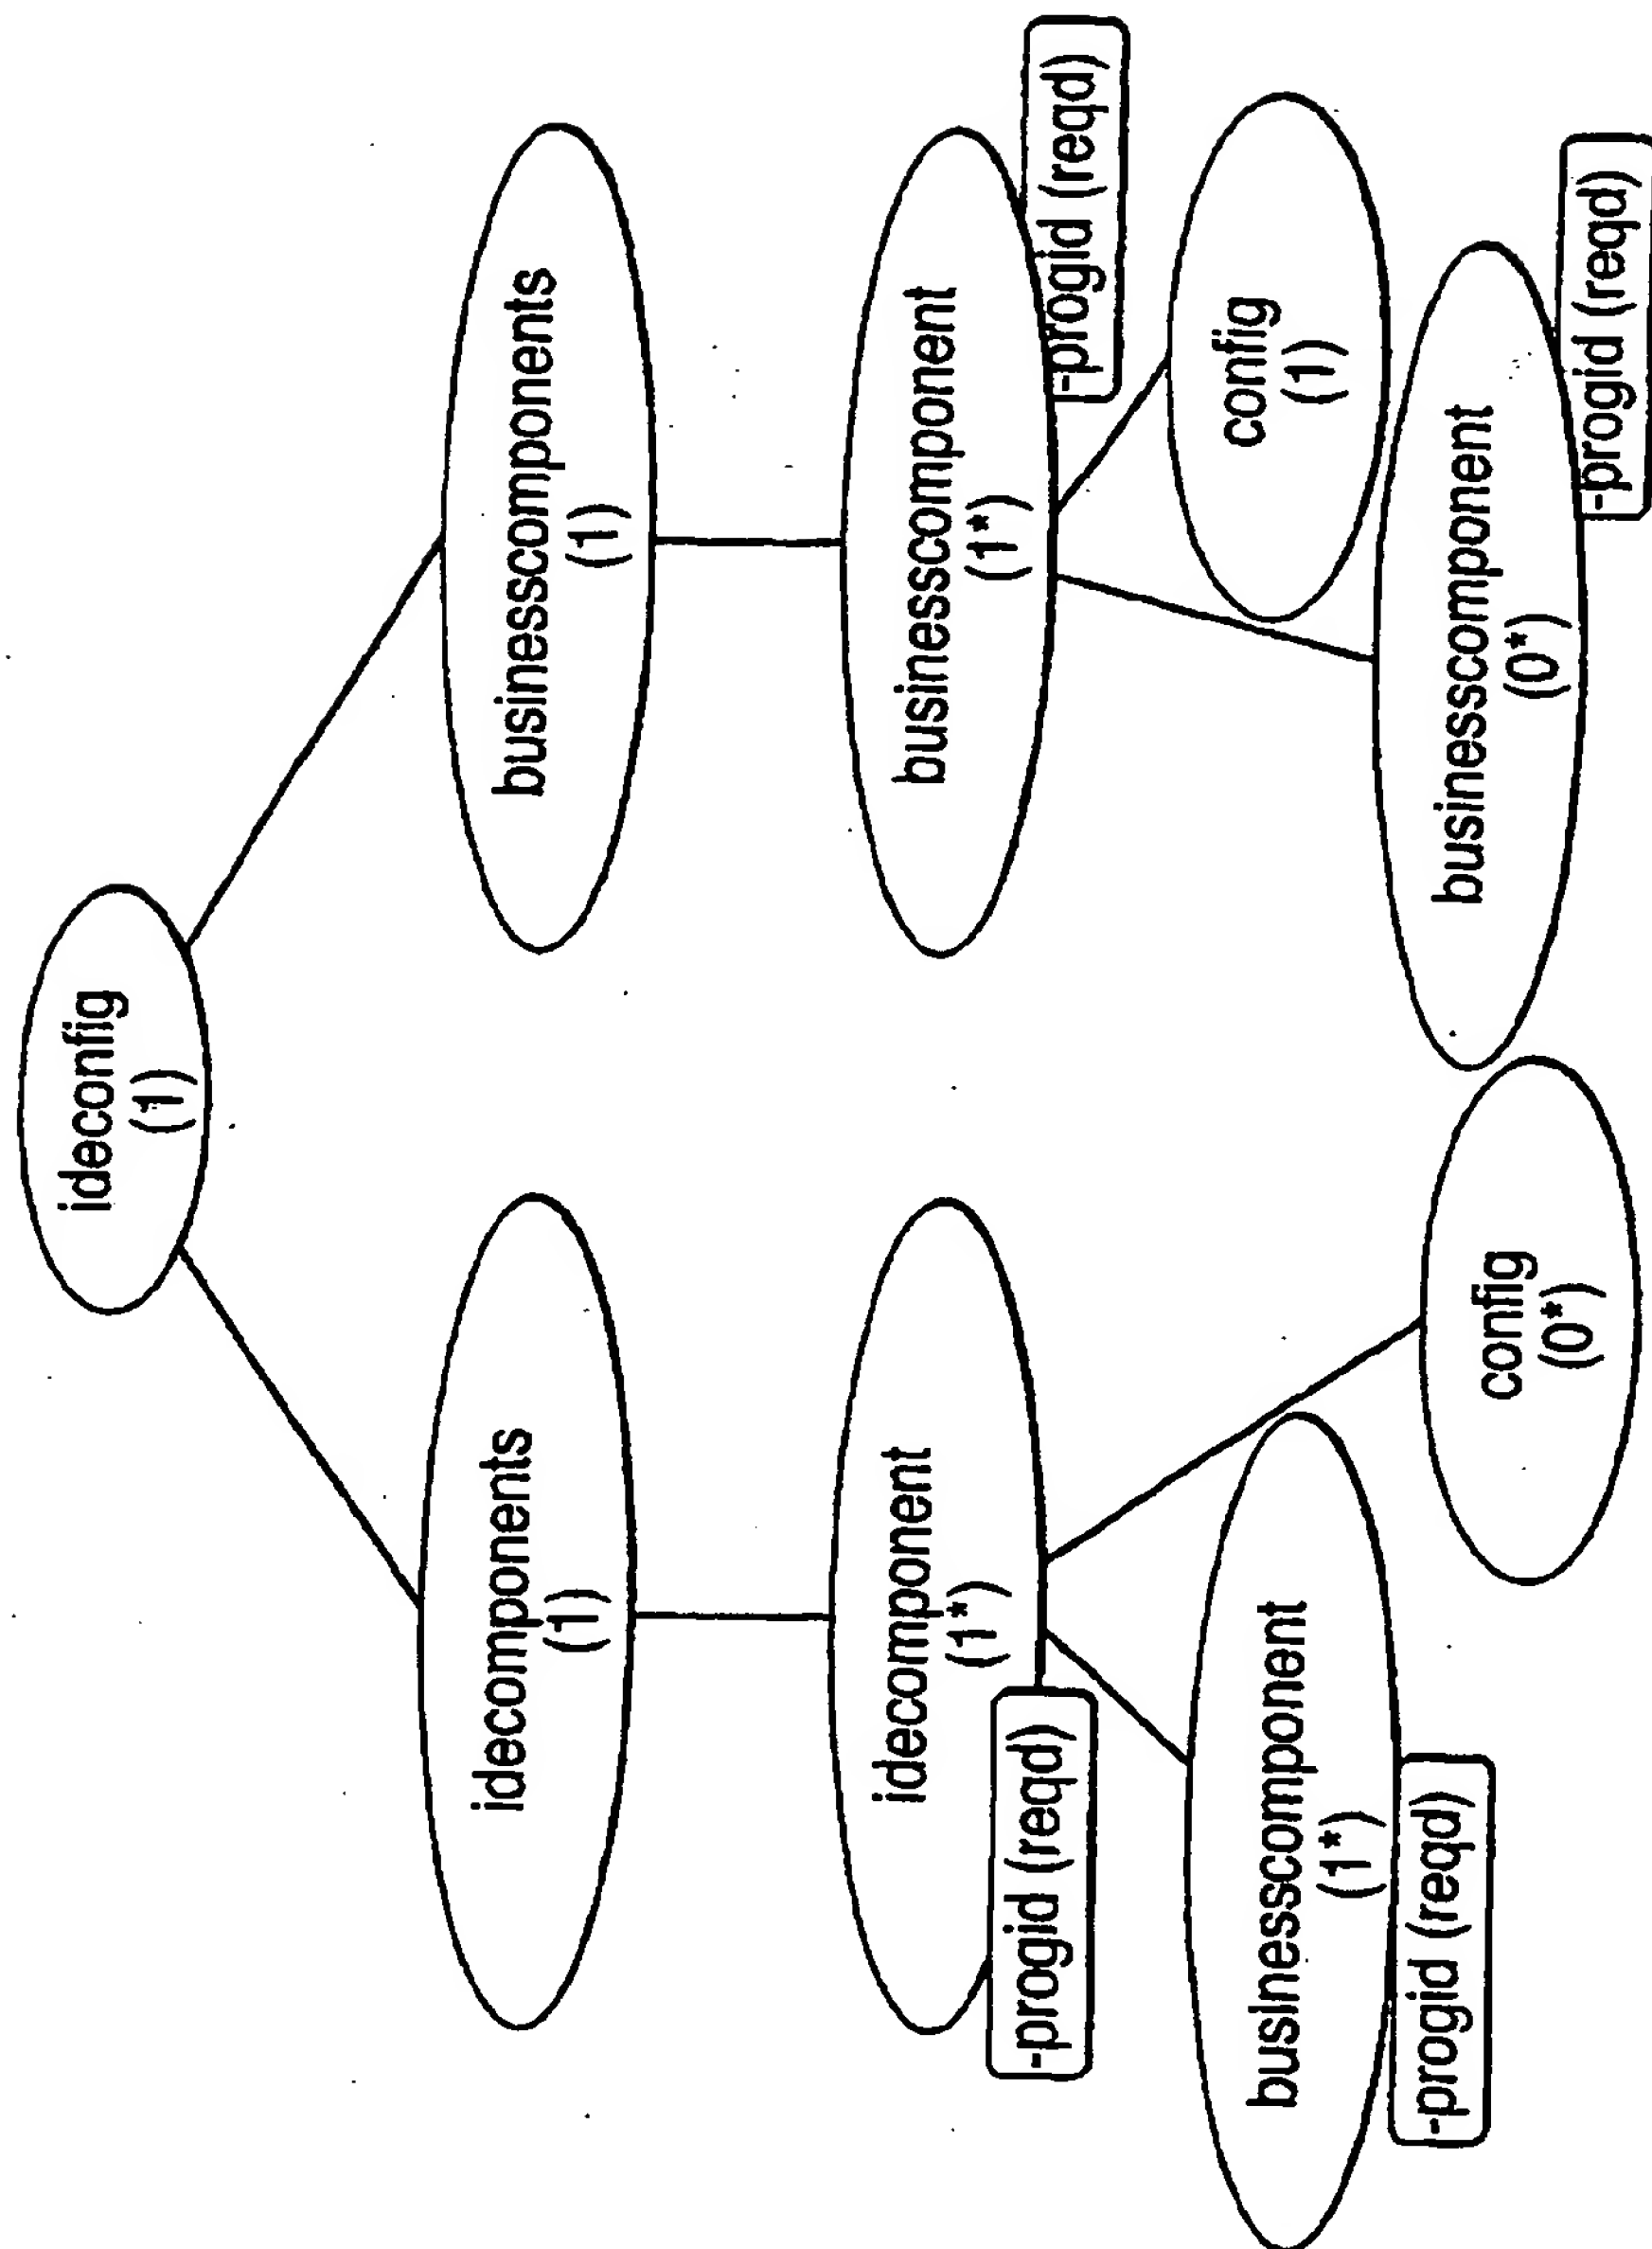 ideconfig
(1)
idecomponents
(1)
businesscomponents
(1)
idecomponent
(1*)
-progid (reqd)
businesscomponent
(1*)
-progid (reqd)
businesscomponent
(1*)
-progid (reqd)
config
(0*)
config
(1)
businesscomponent
(0*)
-progid (reqd)